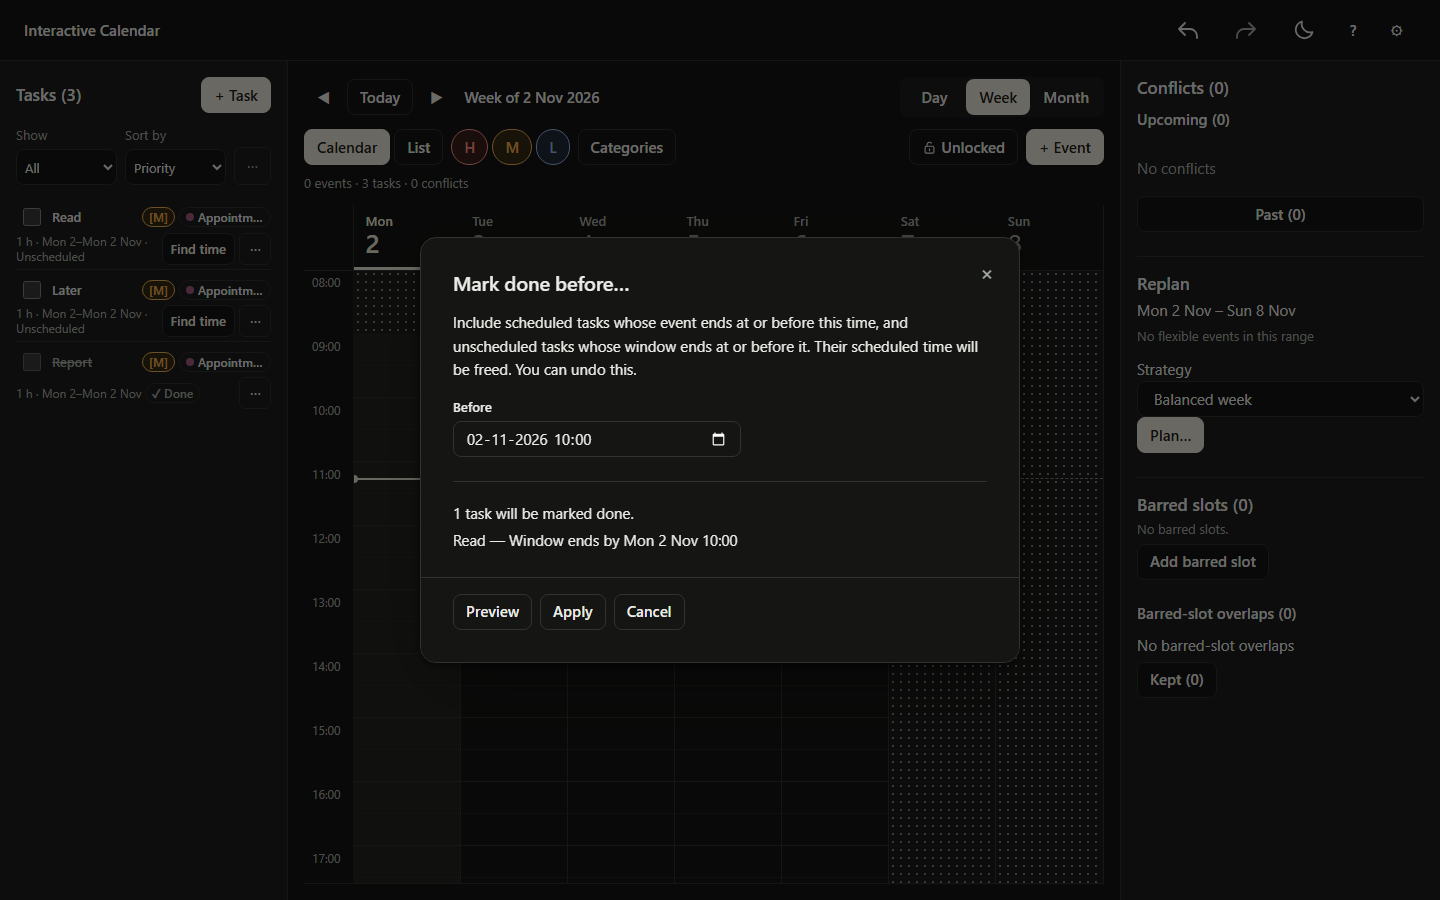 Interactive Calendar
?
Tasks (3)
+ Task
Show
Sort by
All
Priority
...
Read
[M]
Appointm...
1 h · Mon 2–Mon 2 Nov ·
Unscheduled
Find time
...
Later
[M]
Appointm...
1 h · Mon 2–Mon 2 Nov ·
Unscheduled
Find time
...
Report
[M]
Appointm...
1 h · Mon 2–Mon 2 Nov
✓ Done
...
◀ Today ▶ Week of 2 Nov 2026
Day Week Month
Calendar List H M L Categories
Unlocked
+ Event
0 events · 3 tasks · 0 conflicts
Mon Tue Wed Thu Fri Sat Sun
2
08:00
09:00
10:00
11:00
12:00
13:00
14:00
15:00
16:00
17:00
Mark done before...
×
Include scheduled tasks whose event ends at or before this time, and
unscheduled tasks whose window ends at or before it. Their scheduled time will
be freed. You can undo this.
Before
02-11-2026 10:00
1 task will be marked done.
Read — Window ends by Mon 2 Nov 10:00
Preview Apply Cancel
Conflicts (0)
Upcoming (0)
No conflicts
Past (0)
Replan
Mon 2 Nov – Sun 8 Nov
No flexible events in this range
Strategy
Balanced week
Plan...
Barred slots (0)
No barred slots.
Add barred slot
Barred-slot overlaps (0)
No barred-slot overlaps
Kept (0)